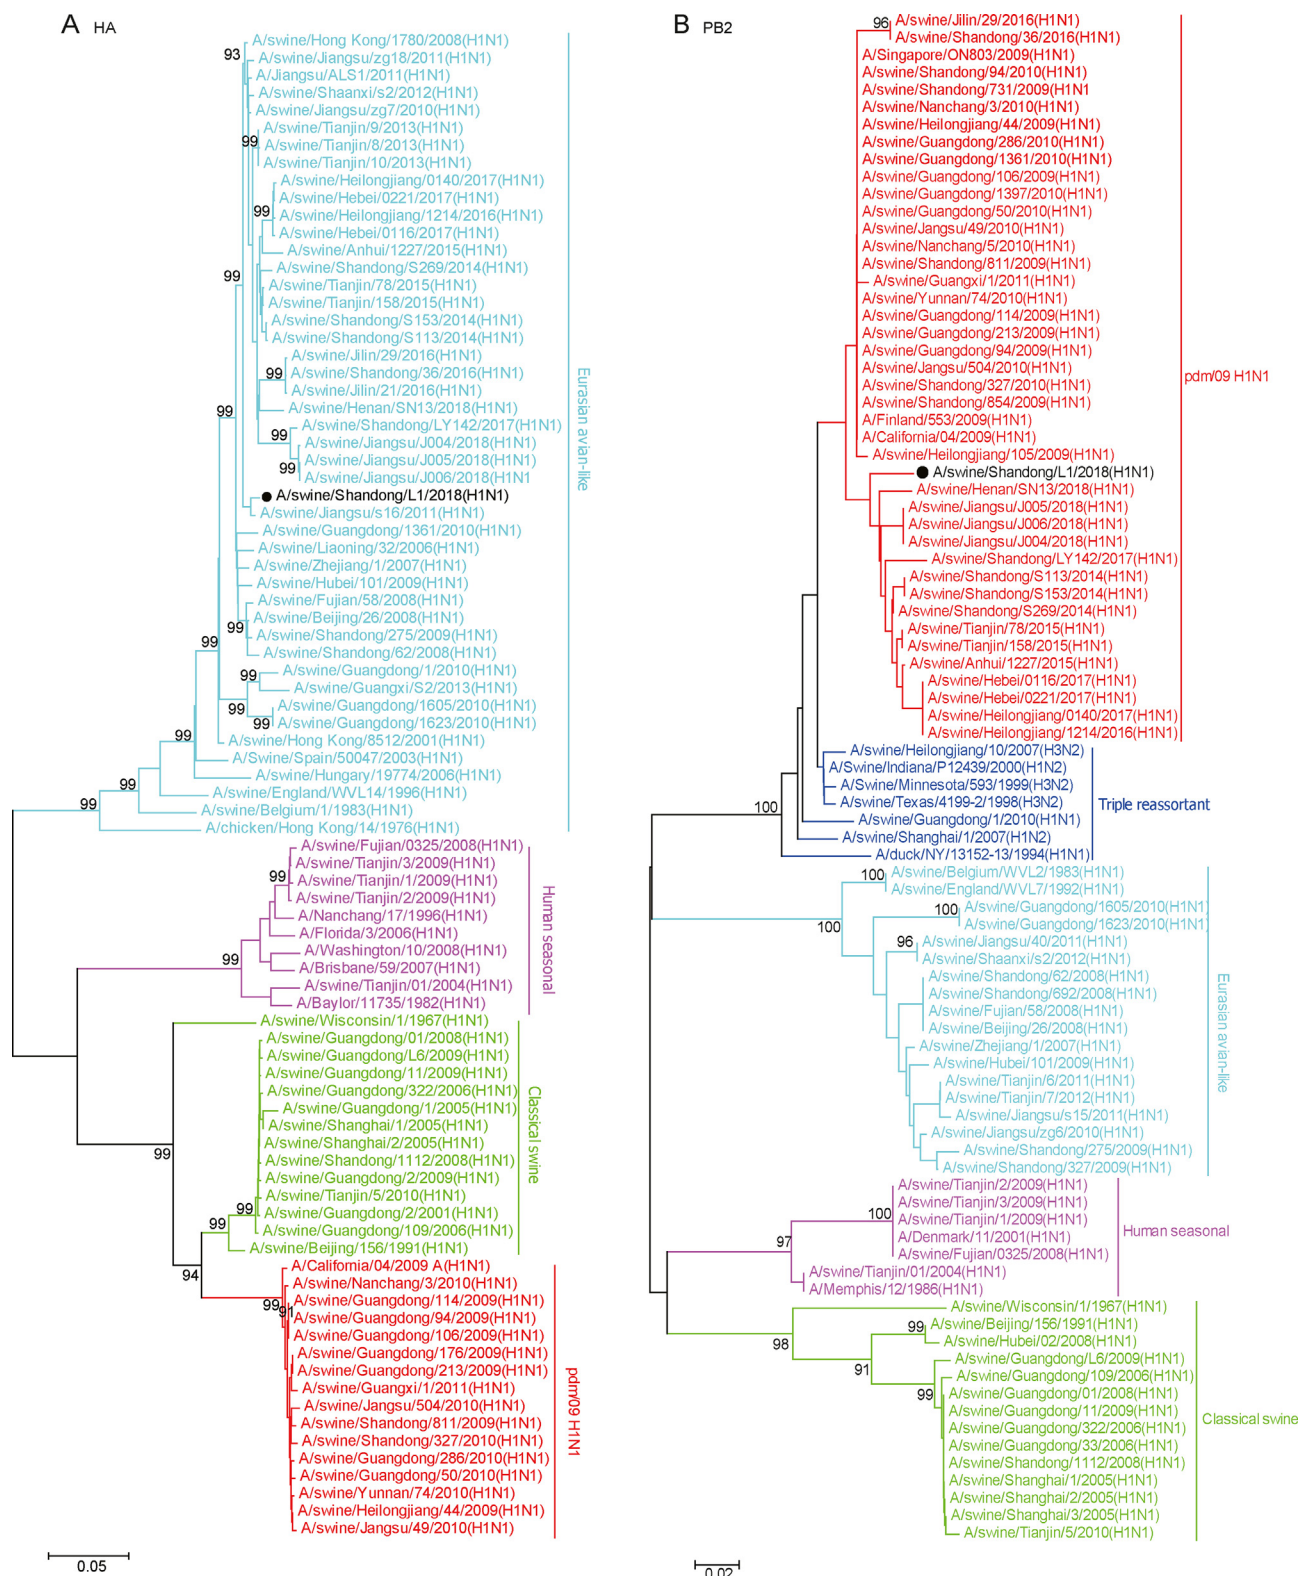 A HA
A/swine/Hong Kong/1780/2008(H1N1)
93
A/swine/Jiangsu/zg18/2011(H1N1)
A/Jiangsu/ALS1/2011(H1N1)
A/swine/Shaanxi/s2/2012(H1N1)
A/swine/Jiangsu/zg7/2010(H1N1)
A/swine/Tianjin/9/2013(H1N1)
99
A/swine/Tianjin/8/2013(H1N1)
A/swine/Tianjin/10/2013(H1N1)
A/swine/Heilongjiang/0140/2017(H1N1)
A/swine/Hebei/0221/2017(H1N1)
99
A/swine/Heilongjiang/1214/2016(H1N1)
A/swine/Hebei/0116/2017(H1N1)
A/swine/Anhui/1227/2015(H1N1)
A/swine/Shandong/S269/2014(H1N1)
99
A/swine/Tianjin/78/2015(H1N1)
A/swine/Tianjin/158/2015(H1N1)
A/swine/Shandong/S153/2014(H1N1)
A/swine/Shandong/S113/2014(H1N1)
A/swine/Jilin/29/2016(H1N1)
99
A/swine/Shandong/36/2016(H1N1)
A/swine/Jilin/21/2016(H1N1)
99
A/swine/Henan/SN13/2018(H1N1)
A/swine/Shandong/LY142/2017(H1N1)
99
A/swine/Jiangsu/J004/2018(H1N1)
A/swine/Jiangsu/J005/2018(H1N1)
99
A/swine/Jiangsu/J006/2018(H1N1
A/swine/Shandong/L1/2018(H1N1)
A/swine/Jiangsu/s16/2011(H1N1)
A/swine/Guangdong/1361/2010(H1N1)
A/swine/Liaoning/32/2006(H1N1)
A/swine/Zhejiang/1/2007(H1N1)
A/swine/Hubei/101/2009(H1N1)
A/swine/Fujian/58/2008(H1N1)
A/swine/Beijing/26/2008(H1N1)
99
A/swine/Shandong/275/2009(H1N1)
99
A/swine/Shandong/62/2008(H1N1)
A/swine/Guangdong/1/2010(H1N1)
99
A/swine/Guangxi/S2/2013(H1N1)
99
A/swine/Guangdong/1605/2010(H1N1)
99
A/swine/Guangdong/1623/2010(H1N1)
99
A/swine/Hong Kong/8512/2001(H1N1)
A/Swine/Spain/50047/2003(H1N1)
A/swine/Hungary/19774/2006(H1N1)
99
A/swine/England/WVL14/1996(H1N1)
99
A/swine/Belgium/1/1983(H1N1)
A/chicken/Hong Kong/14/1976(H1N1)
Eurasian avian-like
A/swine/Fujian/0325/2008(H1N1)
A/swine/Tianjin/3/2009(H1N1)
99
A/swine/Tianjin/1/2009(H1N1)
A/swine/Tianjin/2/2009(H1N1)
A/Nanchang/17/1996(H1N1)
A/Florida/3/2006(H1N1)
A/Washington/10/2008(H1N1)
99
A/Brisbane/59/2007(H1N1)
A/swine/Tianjin/01/2004(H1N1)
A/Baylor/11735/1982(H1N1)
Human seasonal
A/swine/Wisconsin/1/1967(H1N1)
A/swine/Guangdong/01/2008(H1N1)
A/swine/Guangdong/L6/2009(H1N1)
A/swine/Guangdong/11/2009(H1N1)
A/swine/Guangdong/322/2006(H1N1)
A/swine/Guangdong/1/2005(H1N1)
A/swine/Shanghai/1/2005(H1N1)
A/swine/Shanghai/2/2005(H1N1)
99
A/swine/Shandong/1112/2008(H1N1)
A/swine/Guangdong/2/2009(H1N1)
A/swine/Tianjin/5/2010(H1N1)
99
A/swine/Guangdong/2/2001(H1N1)
99
A/swine/Guangdong/109/2006(H1N1)
A/swine/Beijing/156/1991(H1N1)
Classical swine
94
A/California/04/2009 A(H1N1)
A/swine/Nanchang/3/2010(H1N1)
99
A/swine/Guangdong/114/2009(H1N1)
91
A/swine/Guangdong/94/2009(H1N1)
A/swine/Guangdong/106/2009(H1N1)
A/swine/Guangdong/176/2009(H1N1)
A/swine/Guangdong/213/2009(H1N1)
A/swine/Guangxi/1/2011(H1N1)
A/swine/Jangsu/504/2010(H1N1)
A/swine/Shandong/811/2009(H1N1)
A/swine/Shandong/327/2010(H1N1)
A/swine/Guangdong/286/2010(H1N1)
A/swine/Guangdong/50/2010(H1N1)
A/swine/Yunnan/74/2010(H1N1)
A/swine/Heilongjiang/44/2009(H1N1)
A/swine/Jangsu/49/2010(H1N1)
pdm/09 H1N1
0.05
B PB2
A/swine/Jilin/29/2016(H1N1)
96
A/swine/Shandong/36/2016(H1N1)
A/Singapore/ON803/2009(H1N1)
A/swine/Shandong/94/2010(H1N1)
A/swine/Shandong/731/2009(H1N1
A/swine/Nanchang/3/2010(H1N1)
A/swine/Heilongjiang/44/2009(H1N1)
A/swine/Guangdong/286/2010(H1N1)
A/swine/Guangdong/1361/2010(H1N1)
A/swine/Guangdong/106/2009(H1N1)
A/swine/Guangdong/1397/2010(H1N1)
A/swine/Guangdong/50/2010(H1N1)
A/swine/Jangsu/49/2010(H1N1)
A/swine/Nanchang/5/2010(H1N1)
A/swine/Shandong/811/2009(H1N1)
A/swine/Guangxi/1/2011(H1N1)
A/swine/Yunnan/74/2010(H1N1)
A/swine/Guangdong/114/2009(H1N1)
A/swine/Guangdong/213/2009(H1N1)
A/swine/Guangdong/94/2009(H1N1)
A/swine/Jangsu/504/2010(H1N1)
A/swine/Shandong/327/2010(H1N1)
A/swine/Shandong/854/2009(H1N1)
A/Finland/553/2009(H1N1)
A/California/04/2009(H1N1)
A/swine/Heilongjiang/105/2009(H1N1)
A/swine/Shandong/L1/2018(H1N1)
A/swine/Henan/SN13/2018(H1N1)
A/swine/Jiangsu/J005/2018(H1N1)
A/swine/Jiangsu/J006/2018(H1N1)
A/swine/Jiangsu/J004/2018(H1N1)
A/swine/Shandong/LY142/2017(H1N1)
A/swine/Shandong/S113/2014(H1N1)
A/swine/Shandong/S153/2014(H1N1)
A/swine/Shandong/S269/2014(H1N1)
A/swine/Tianjin/78/2015(H1N1)
A/swine/Tianjin/158/2015(H1N1)
A/swine/Anhui/1227/2015(H1N1)
A/swine/Hebei/0116/2017(H1N1)
A/swine/Hebei/0221/2017(H1N1)
A/swine/Heilongjiang/0140/2017(H1N1)
A/swine/Heilongjiang/1214/2016(H1N1)
pdm/09 H1N1
A/swine/Heilongjiang/10/2007(H3N2)
A/Swine/Indiana/P12439/2000(H1N2)
A/Swine/Minnesota/593/1999(H3N2)
A/swine/Texas/4199-2/1998(H3N2)
100
A/swine/Guangdong/1/2010(H1N1)
A/swine/Shanghai/1/2007(H1N2)
A/duck/NY/13152-13/1994(H1N1)
Triple reassortant
A/swine/Belgium/WVL2/1983(H1N1)
100
A/swine/England/WVL7/1992(H1N1)
A/swine/Guangdong/1605/2010(H1N1)
100
A/swine/Guangdong/1623/2010(H1N1)
100
A/swine/Jiangsu/40/2011(H1N1)
96
A/swine/Shaanxi/s2/2012(H1N1)
A/swine/Shandong/62/2008(H1N1)
A/swine/Shandong/692/2008(H1N1)
A/swine/Fujian/58/2008(H1N1)
A/swine/Beijing/26/2008(H1N1)
A/swine/Zhejiang/1/2007(H1N1)
A/swine/Hubei/101/2009(H1N1)
A/swine/Tianjin/6/2011(H1N1)
A/swine/Tianjin/7/2012(H1N1)
A/swine/Jiangsu/s15/2011(H1N1)
A/swine/Jiangsu/zg6/2010(H1N1)
A/swine/Shandong/275/2009(H1N1)
A/swine/Shandong/327/2009(H1N1)
Eurasian avian-like
A/swine/Tianjin/2/2009(H1N1)
A/swine/Tianjin/3/2009(H1N1)
100
A/swine/Tianjin/1/2009(H1N1)
A/Denmark/11/2001(H1N1)
97
A/swine/Fujian/0325/2008(H1N1)
A/swine/Tianjin/01/2004(H1N1)
A/Memphis/12/1986(H1N1)
Human seasonal
A/swine/Wisconsin/1/1967(H1N1)
A/swine/Beijing/156/1991(H1N1)
99
A/swine/Hubei/02/2008(H1N1)
98
A/swine/Guangdong/L6/2009(H1N1)
91
A/swine/Guangdong/109/2006(H1N1)
99
A/swine/Guangdong/01/2008(H1N1)
A/swine/Guangdong/11/2009(H1N1)
A/swine/Guangdong/322/2006(H1N1)
A/swine/Guangdong/33/2006(H1N1)
A/swine/Shandong/1112/2008(H1N1)
A/swine/Shanghai/1/2005(H1N1)
A/swine/Shanghai/2/2005(H1N1)
A/swine/Shanghai/3/2005(H1N1)
A/swine/Tianjin/5/2010(H1N1)
Classical swine
0.02